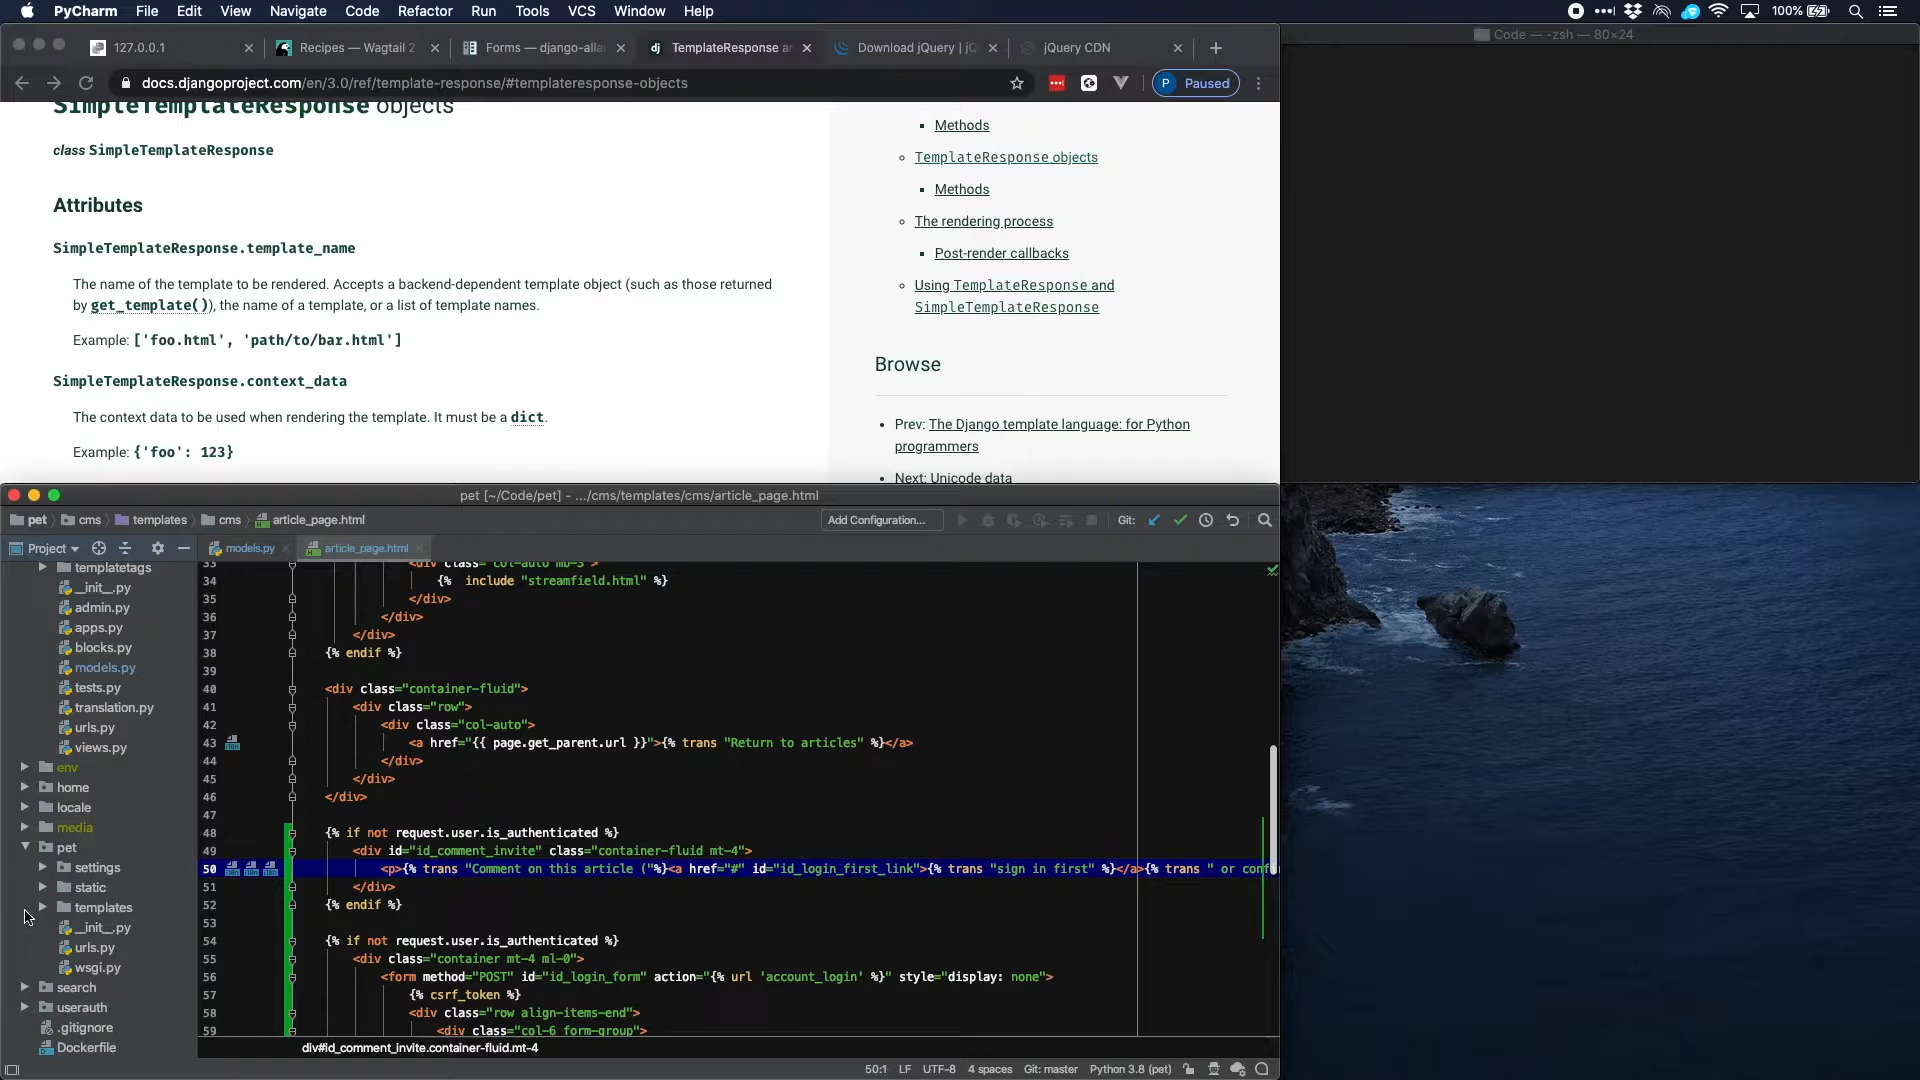 PyCharm File Edit View Navigate Code Refactor Run Tools VCS Window Help 100%
127.0.0.1 Recipes — Wagtail 2 Forms — django-alla TemplateResponse ar Download jQuery | jQ jQuery CDN
Code — -zsh — 80×24
docs.djangoproject.com/en/3.0/ref/template-response/#templateresponse-objects P Paused
SimpleTemplateResponse objects
class SimpleTemplateResponse
Attributes
SimpleTemplateResponse.template_name
The name of the template to be rendered. Accepts a backend-dependent template object (such as those returned
by get_template()), the name of a template, or a list of template names.
Example: ['foo.html', 'path/to/bar.html']
SimpleTemplateResponse.context_data
The context data to be used when rendering the template. It must be a dict.
Example: {'foo': 123}
Methods
TemplateResponse objects
Methods
The rendering process
Post-render callbacks
Using TemplateResponse and
SimpleTemplateResponse
Browse
Prev: The Django template language: for Python
programmers
Next: Unicode data
pet [~/Code/pet] - .../cms/templates/cms/article_page.html
pet cms templates cms article_page.html Add Configuration... Git:
Project models.py article_page.html
templatetags
__init__.py
admin.py
apps.py
blocks.py
models.py
tests.py
translation.py
urls.py
views.py
env
home
locale
media
pet
settings
static
templates
__init__.py
urls.py
wsgi.py
search
userauth
.gitignore
Dockerfile
33 <div class="col-auto mb-3">
34 {% include "streamfield.html" %}
35 </div>
36 </div>
37 </div>
38 {% endif %}
39
40 <div class="container-fluid">
41 <div class="row">
42 <div class="col-auto">
43 <a href="{{ page.get_parent.url }}">{% trans "Return to articles" %}</a>
44 </div>
45 </div>
46 </div>
47
48 {% if not request.user.is_authenticated %}
49 <div id="id_comment_invite" class="container-fluid mt-4">
50 <p>{% trans "Comment on this article ("%}<a href="#" id="id_login_first_link">{% trans "sign in first" %}</a>{% trans " or conf
51 </div>
52 {% endif %}
53
54 {% if not request.user.is_authenticated %}
55 <div class="container mt-4 ml-0">
56 <form method="POST" id="id_login_form" action="{% url 'account_login' %}" style="display: none">
57 {% csrf_token %}
58 <div class="row align-items-end">
59 <div class="col-6 form-group">
div#id_comment_invite.container-fluid.mt-4
50:1 LF UTF-8 4 spaces Git: master Python 3.8 (pet)